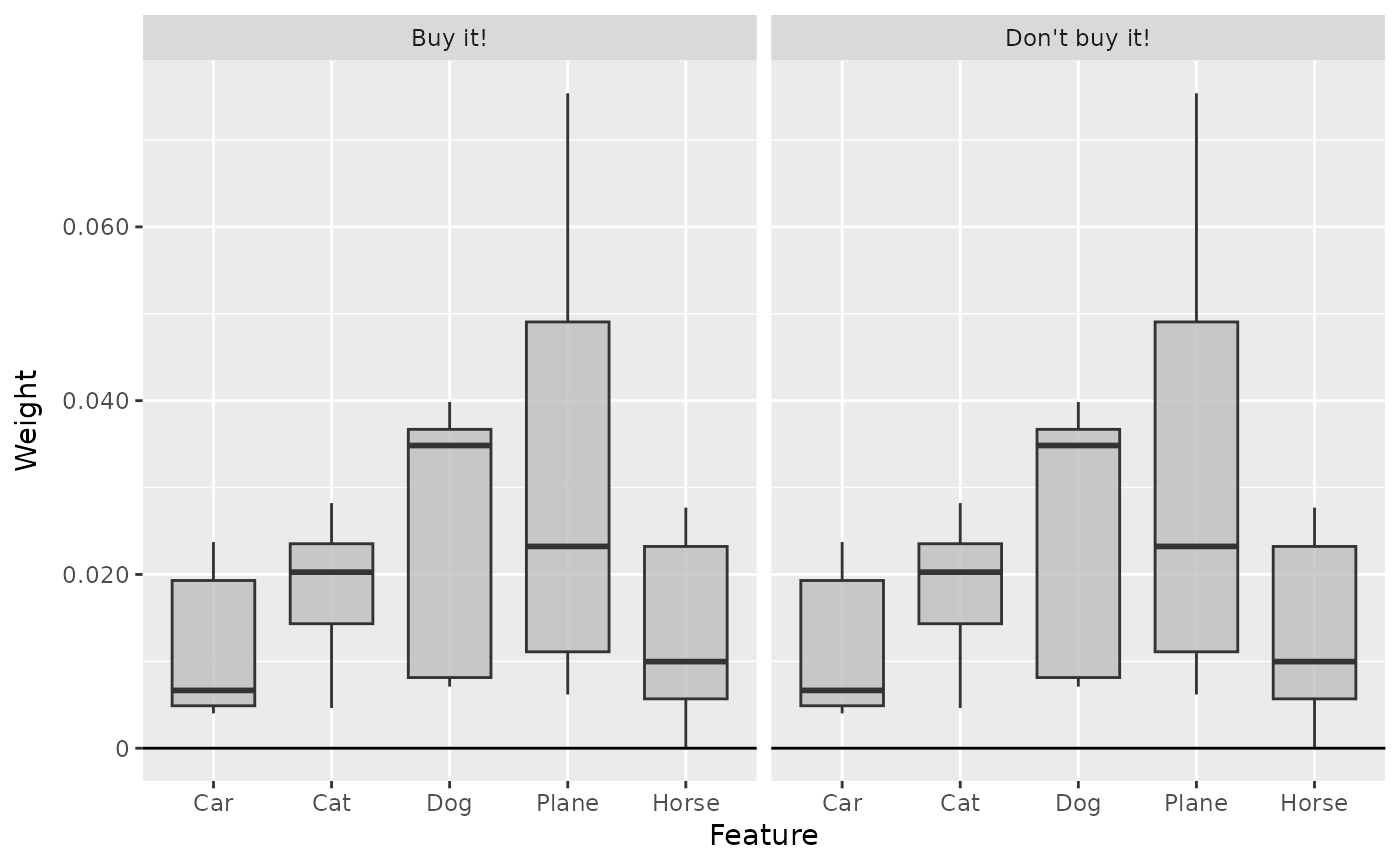 Buy it! Don't buy it!
Weight
0.060
0.040
0.020
0
Car Cat Dog Plane Horse Car Cat Dog Plane Horse
Feature